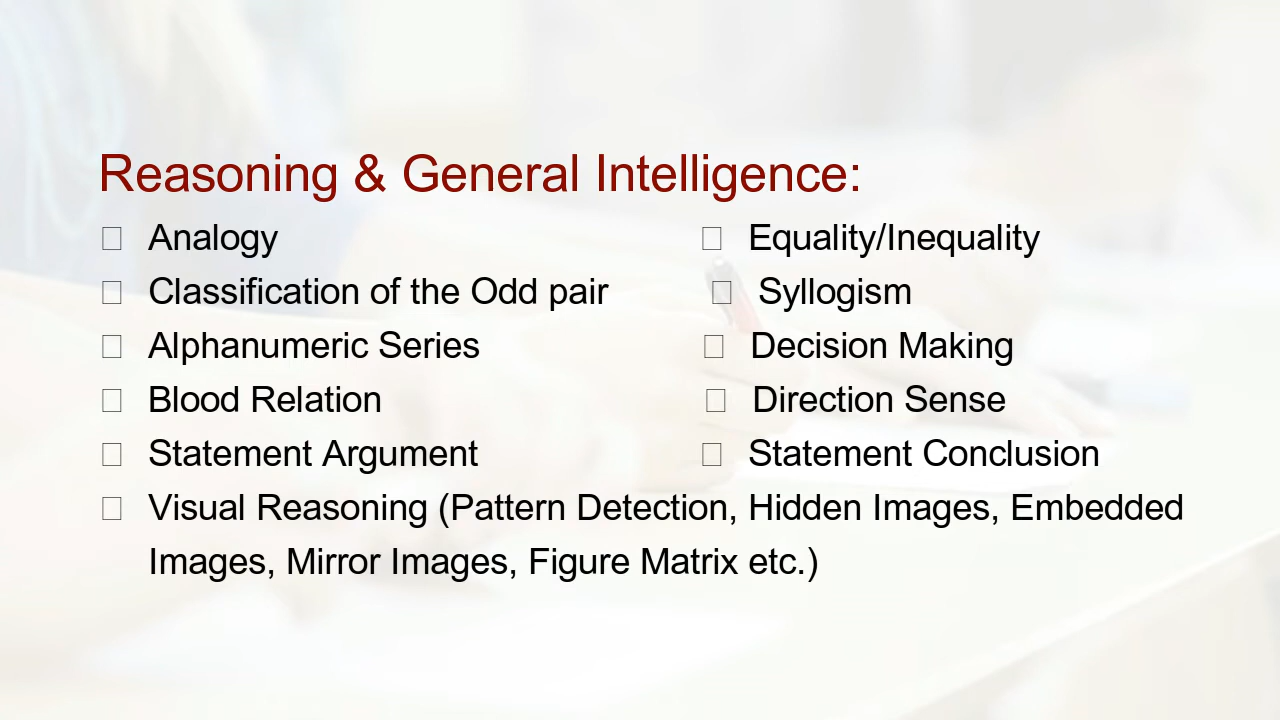 Reasoning & General Intelligence:
Analogy Equality/Inequality
Classification of the Odd pair Syllogism
Alphanumeric Series Decision Making
Blood Relation Direction Sense
Statement Argument Statement Conclusion
Visual Reasoning (Pattern Detection, Hidden Images, Embedded
Images, Mirror Images, Figure Matrix etc.)